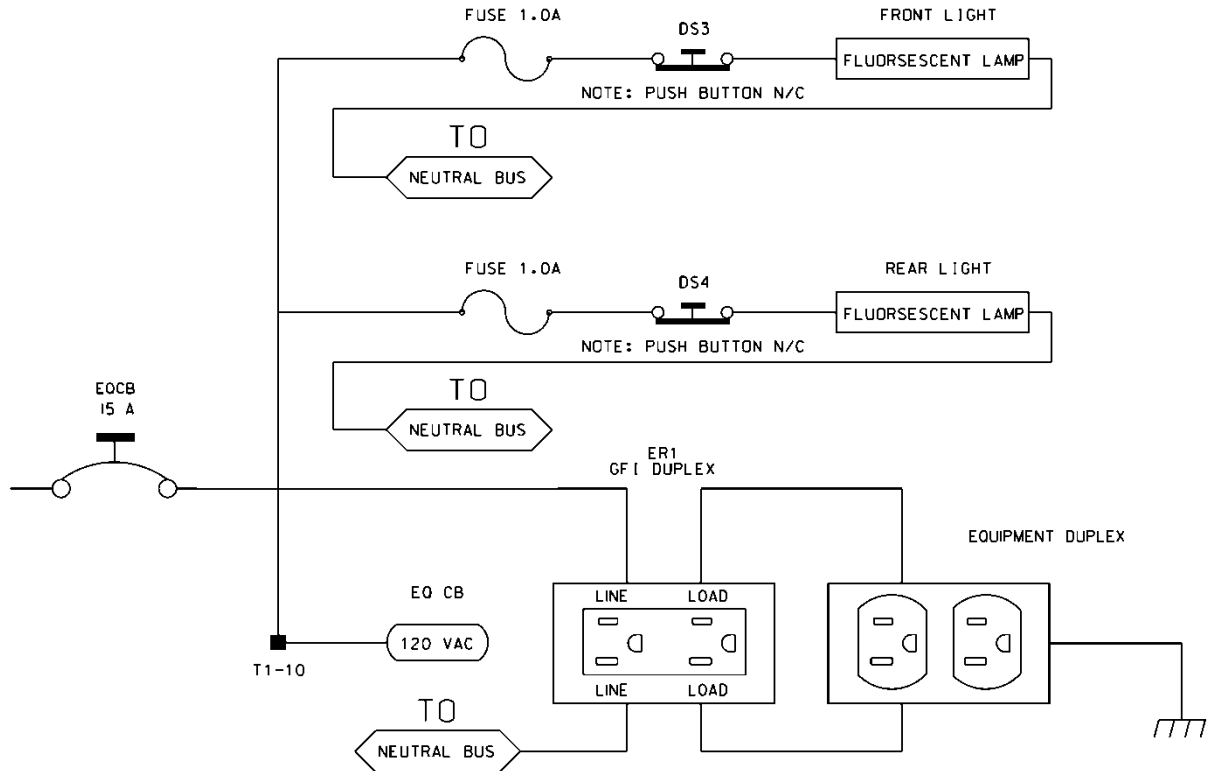 FUSE 1.0A
DS3
FRONT LIGHT
FLUORSESCENT LAMP
NOTE: PUSH BUTTON N/C
TO
NEUTRAL BUS
FUSE 1.0A
DS4
REAR LIGHT
FLUORSESCENT LAMP
NOTE: PUSH BUTTON N/C
TO
NEUTRAL BUS
EQCB
15 A
ER1
GFI DUPLEX
EQUIPMENT DUPLEX
EQ CB
120 VAC
T1-10
LINE LOAD
LINE LOAD
TO
NEUTRAL BUS